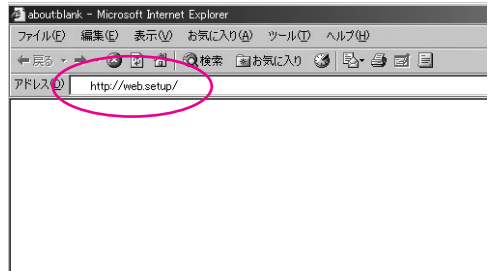 about:blank - Microsoft Internet Explorer
ファイル(F) 編集(E) 表示(V) お気に入り(A) ツール(T) ヘルプ(H)
戻る 検索 お気に入り
アドレス(D) http://web.setup/